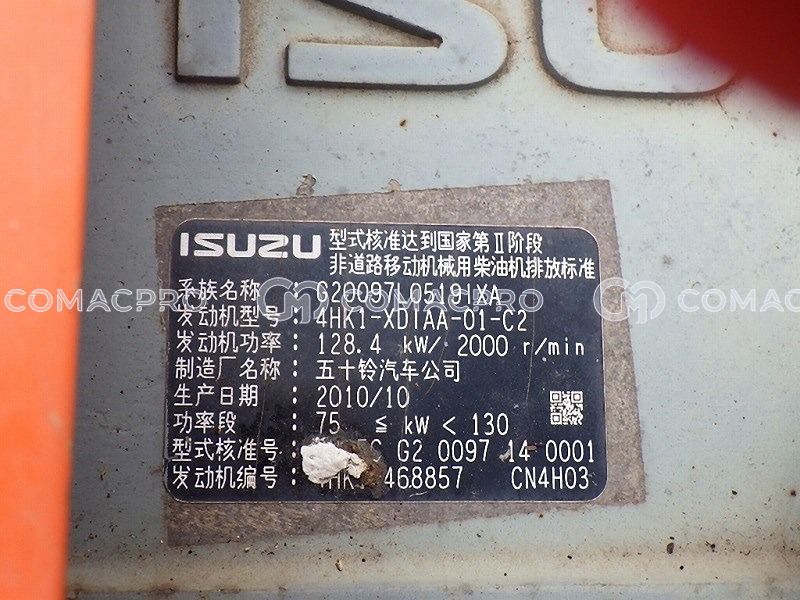 ISU
ISUZU 型式核准达到国家第Ⅱ阶段
非道路移动机械用柴油机排放标准
系族名称: G20097L0519IXA
COMACPRO COMACPRO COMACPRO
发动机型号: 4HK1-XDIAA-01-C2
发动机功率: 128.4 kW/ 2000 r/min
制造厂名称: 五十铃汽车公司
生产日期: 2010/10
功率段: 75 ≦ kW < 130
型式核准号: G2 0097 14 0001
发动机编号: 468857 CN4H03